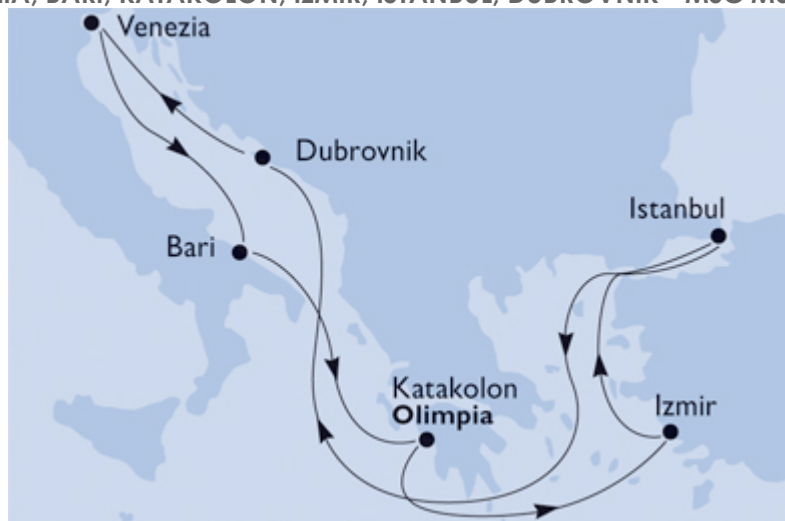 BARI, KATAKOLON, IZMIR, ISTANBUL, DUBROVNIK
Venezia
Dubrovnik
Istanbul
Bari
Katakolon
Olimpia
Izmir